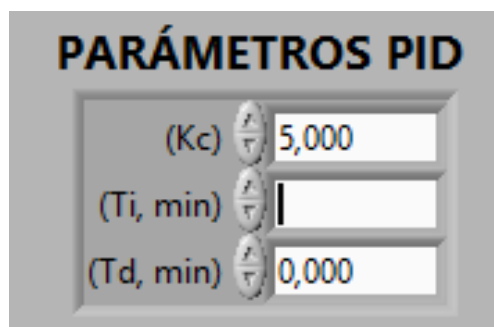 PARÁMETROS PID
(Kc) 5,000
(Ti, min)
(Td, min) 0,000